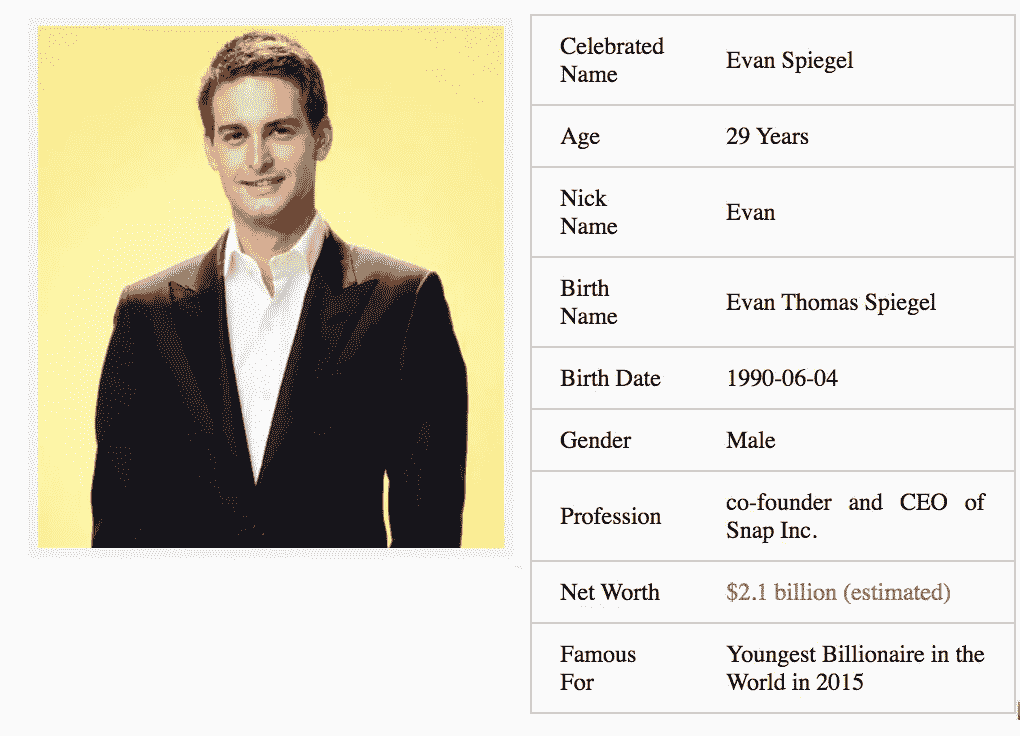 Celebrated
Name
Evan Spiegel
Age
29 Years
Nick
Name
Evan
Birth
Name
Evan Thomas Spiegel
Birth Date
1990-06-04
Gender
Male
Profession
co-founder and CEO of
Snap Inc.
Net Worth
$2.1 billion (estimated)
Famous
For
Youngest Billionaire in the
World in 2015